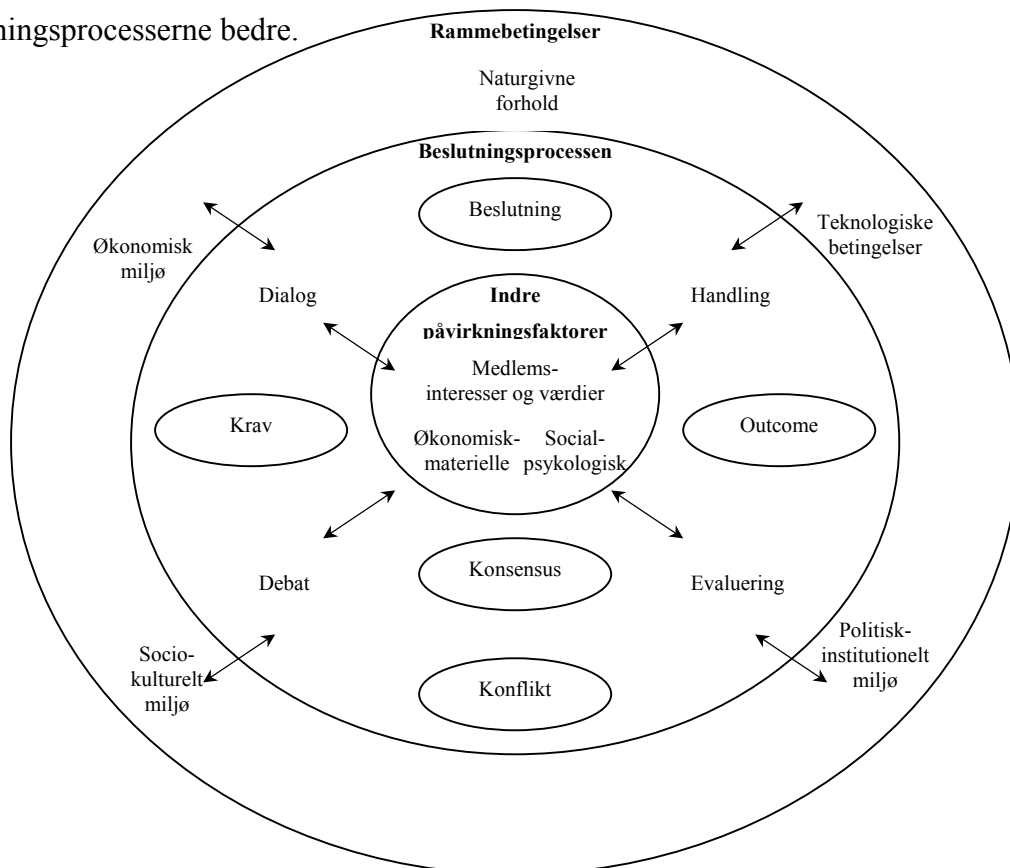 ningsprocesserne bedre.
Rammebetingelser
Naturgivne
forhold
Beslutningsprocessen
Beslutning
Økonomisk
miljø
Teknologiske
betingelser
Dialog
Handling
Indre
påvirkningsfaktorer
Medlems-
interesser og værdier
Økonomisk-
materielle
Social-
psykologisk
Krav
Outcome
Debat
Konsensus
Evaluering
Socio-
kulturelt
miljø
Konflikt
Politisk-
institutionelt
miljø